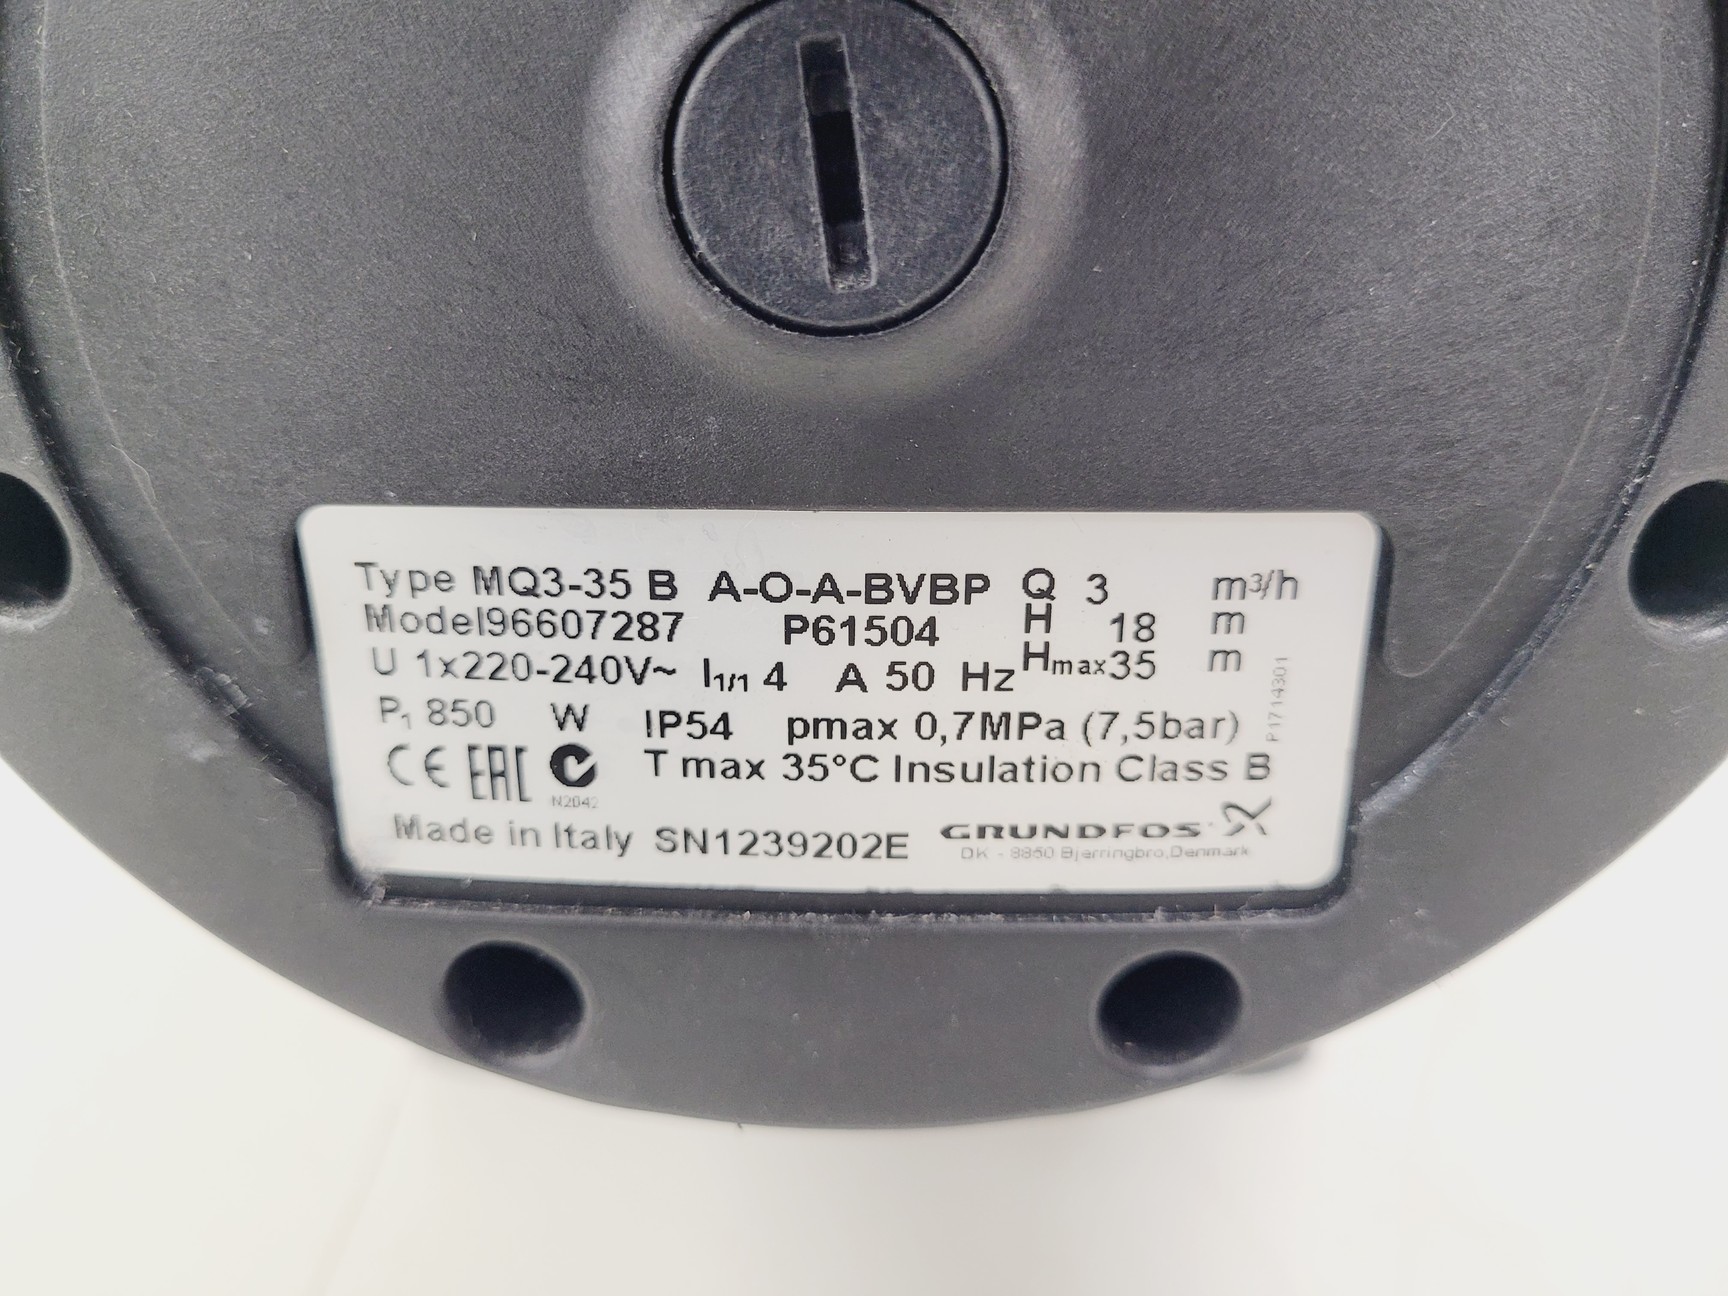 Type MQ3-35 B A-O-A-BVBP Q 3 m³/h
Model96607287 P61504 H 18 m
U 1x220-240V~ I1/1 4 A 50 Hz Hmax35 m
P1 850 W IP54 pmax 0,7MPa (7,5bar)
CE EAC T max 35°C Insulation Class B
N2042
P1714301
Made in Italy SN1239202E GRUNDFOS
DK - 8850 Bjerringbro,Denmark